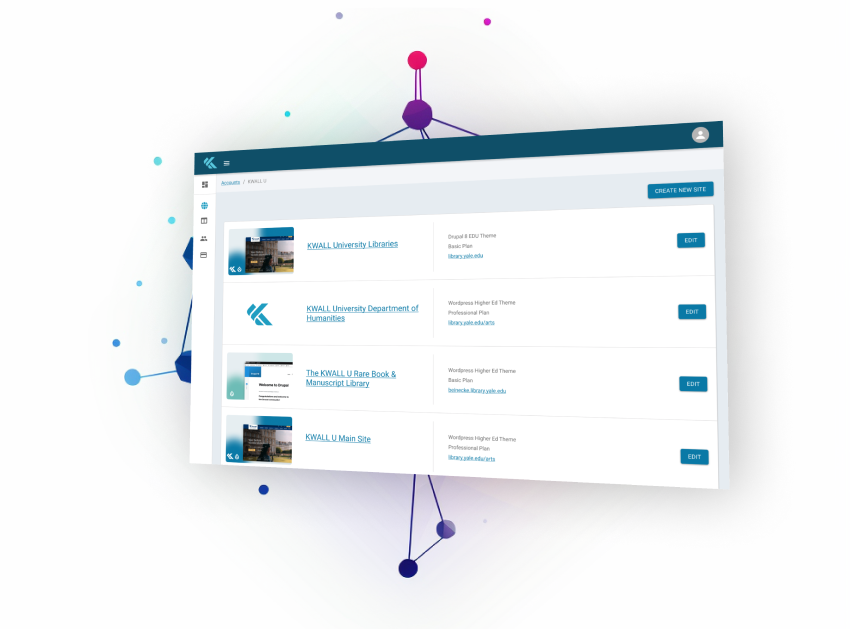 Accounts / KWALL U
CREATE NEW SITE
KWALL University Libraries
Drupal 8 EDU Theme
Basic Plan
library.yale.edu
EDIT
KWALL University Department of
Humanities
Wordpress Higher Ed Theme
Professional Plan
library.yale.edu/arts
EDIT
Welcome to Drupal
The KWALL U Rare Book &
Manuscript Library
Wordpress Higher Ed Theme
Basic Plan
beinecke.library.yale.edu
EDIT
KWALL U Main Site
Wordpress Higher Ed Theme
Professional Plan
library.yale.edu/arts
EDIT